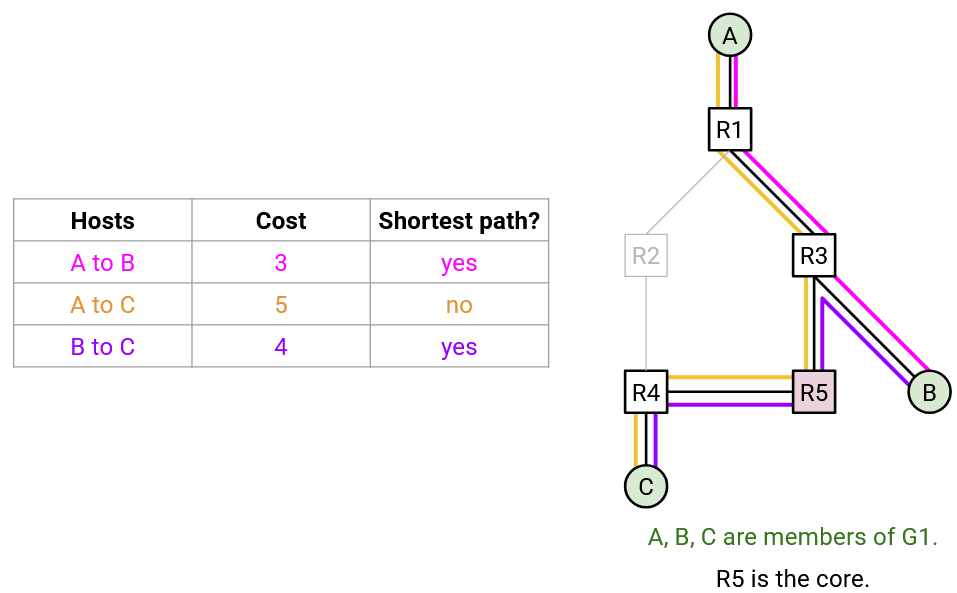 Hosts Cost Shortest path?
A to B 3 yes
A to C 5 no
B to C 4 yes
A
R1
R2 R3
R4 R5 B
C
A, B, C are members of G1.
R5 is the core.